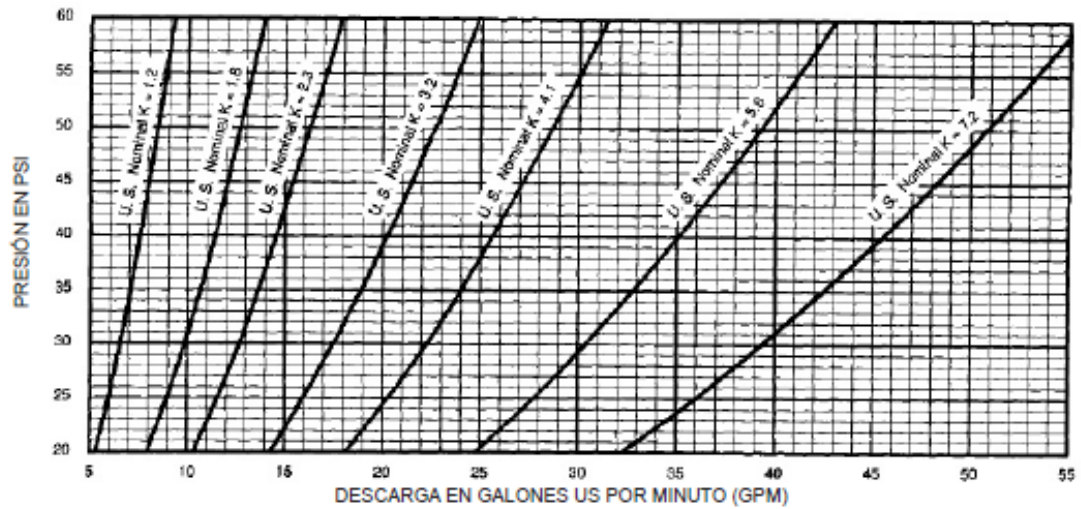 60
55
50
45
40
35
30
25
20
PRESIÓN EN PSI
U. S. Nominal K = 1.2
U. S. Nominal K = 1.8
U. S. Nominal K = 2.3
U. S. Nominal K = 3.2
U. S. Nominal K = 4.1
U. S. Nominal K = 5.6
U. S. Nominal K = 7.2
5 10 15 20 25 30 35 40 45 50 55
DESCARGA EN GALONES US POR MINUTO (GPM)